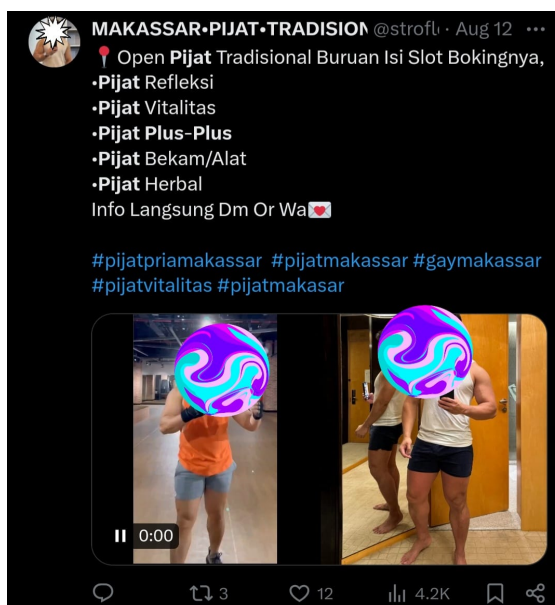 MAKASSAR•PIJAT•TRADISION @strofl · Aug 12 ···
Open Pijat Tradisional Buruan Isi Slot Bokingnya,
•Pijat Refleksi
•Pijat Vitalitas
•Pijat Plus-Plus
•Pijat Bekam/Alat
•Pijat Herbal
Info Langsung Dm Or Wa
#pijatpriamakassar #pijatmakassar #gaymakassar
#pijatvitalitas #pijatmakasar
0:00
3 12 4.2K